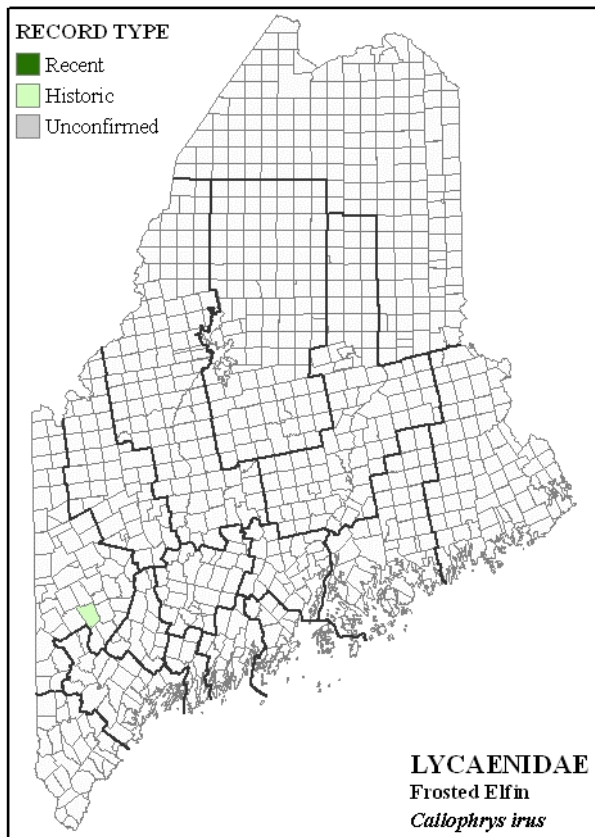 RECORD TYPE
Recent
Historic
Unconfirmed
LYCAENIDAE
Frosted Elfin
Callophrys irus